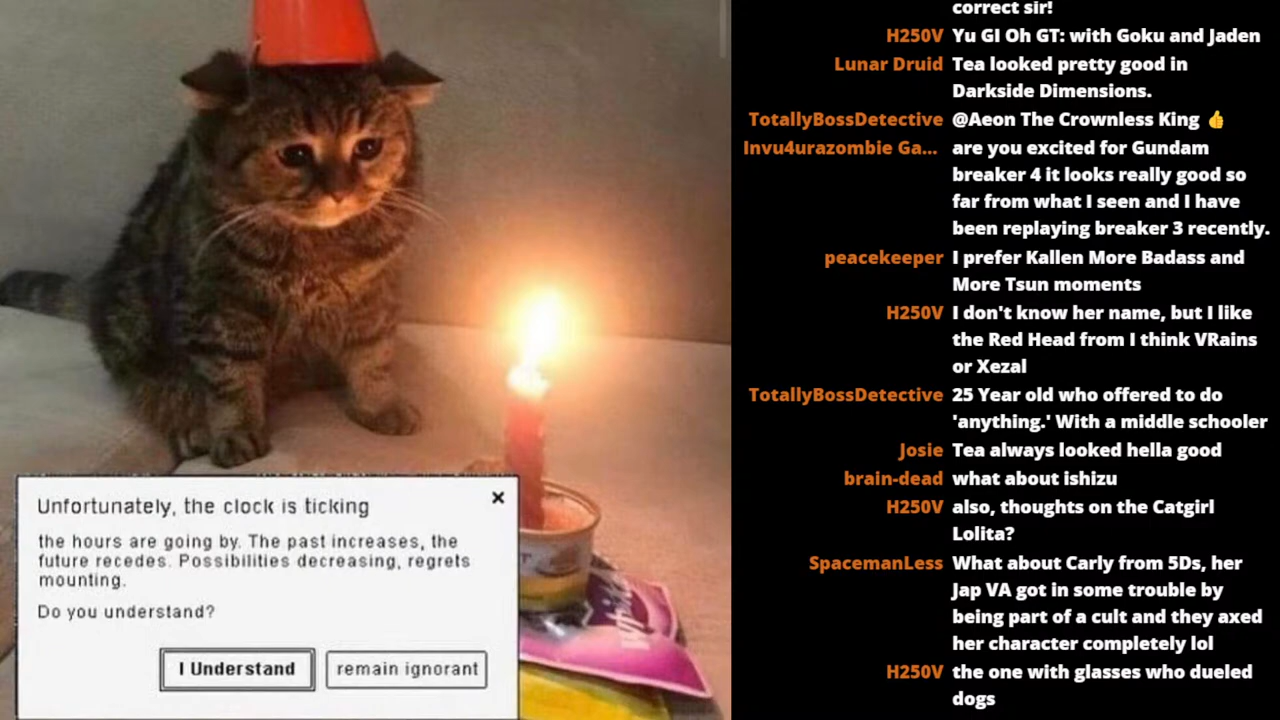 Unfortunately, the clock is ticking
the hours are going by. The past increases, the
future recedes. Possibilities decreasing, regrets
mounting.
Do you understand?
I Understand
remain ignorant
correct sir!
H250V Yu GI Oh GT: with Goku and Jaden
Lunar Druid Tea looked pretty good in
Darkside Dimensions.
TotallyBossDetective @Aeon The Crownless King 👍
Invu4urazombie Ga... are you excited for Gundam
breaker 4 it looks really good so
far from what I seen and I have
been replaying breaker 3 recently.
peacekeeper I prefer Kallen More Badass and
More Tsun moments
H250V I don't know her name, but I like
the Red Head from I think VRains
or Xezal
TotallyBossDetective 25 Year old who offered to do
'anything.' With a middle schooler
Josie Tea always looked hella good
brain-dead what about ishizu
H250V also, thoughts on the Catgirl
Lolita?
SpacemanLess What about Carly from 5Ds, her
Jap VA got in some trouble by
being part of a cult and they axed
her character completely lol
H250V the one with glasses who dueled
dogs